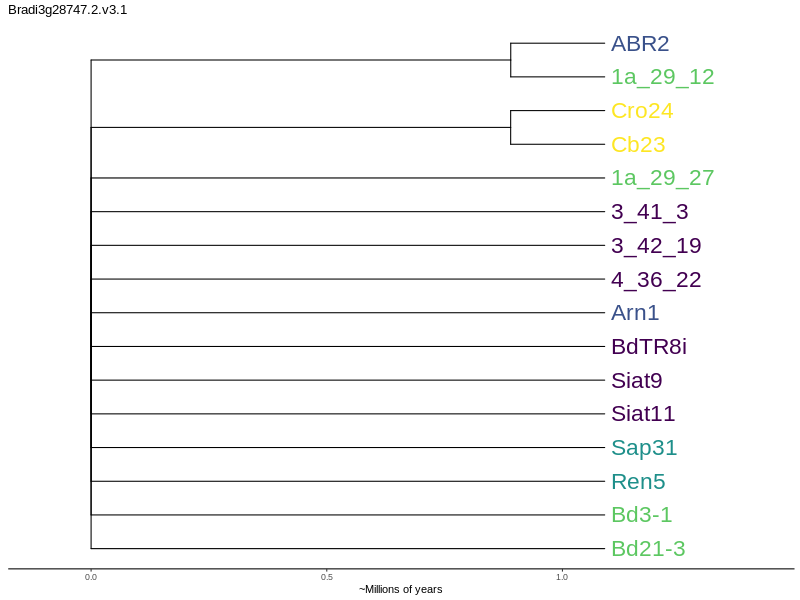 Bradi3g28747.2.v3.1
ABR2
1a_29_12
Cro24
Cb23
1a_29_27
3_41_3
3_42_19
4_36_22
Arn1
BdTR8i
Siat9
Siat11
Sap31
Ren5
Bd3-1
Bd21-3
0.0 0.5 1.0
~Millions of years